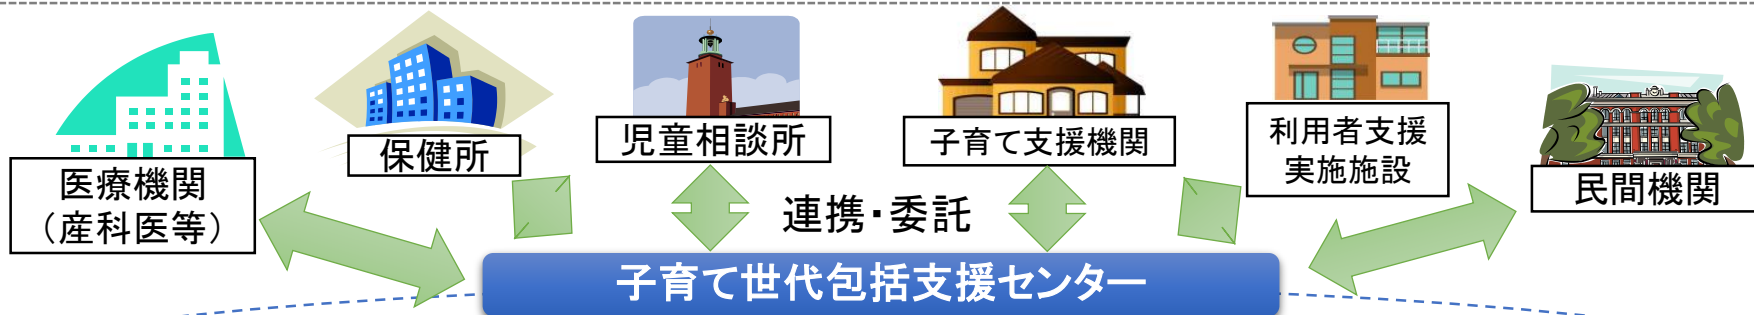 医療機関
（産科医等）
保健所
児童相談所
子育て支援機関
利用者支援
実施施設
民間機関
連携・委託
子育て世代包括支援センター